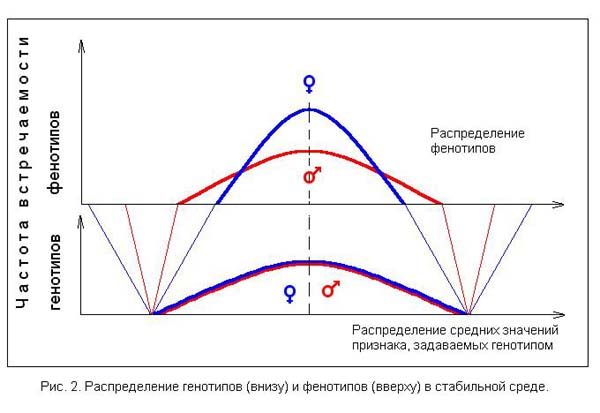 Частота встречаемости
фенотипов
генотипов
♀
♂
Распределение
фенотипов
♀ ♂
Распределение средних значений
признака, задаваемых генотипом
Рис. 2. Распределение генотипов (внизу) и фенотипов (вверху) в стабильной среде.